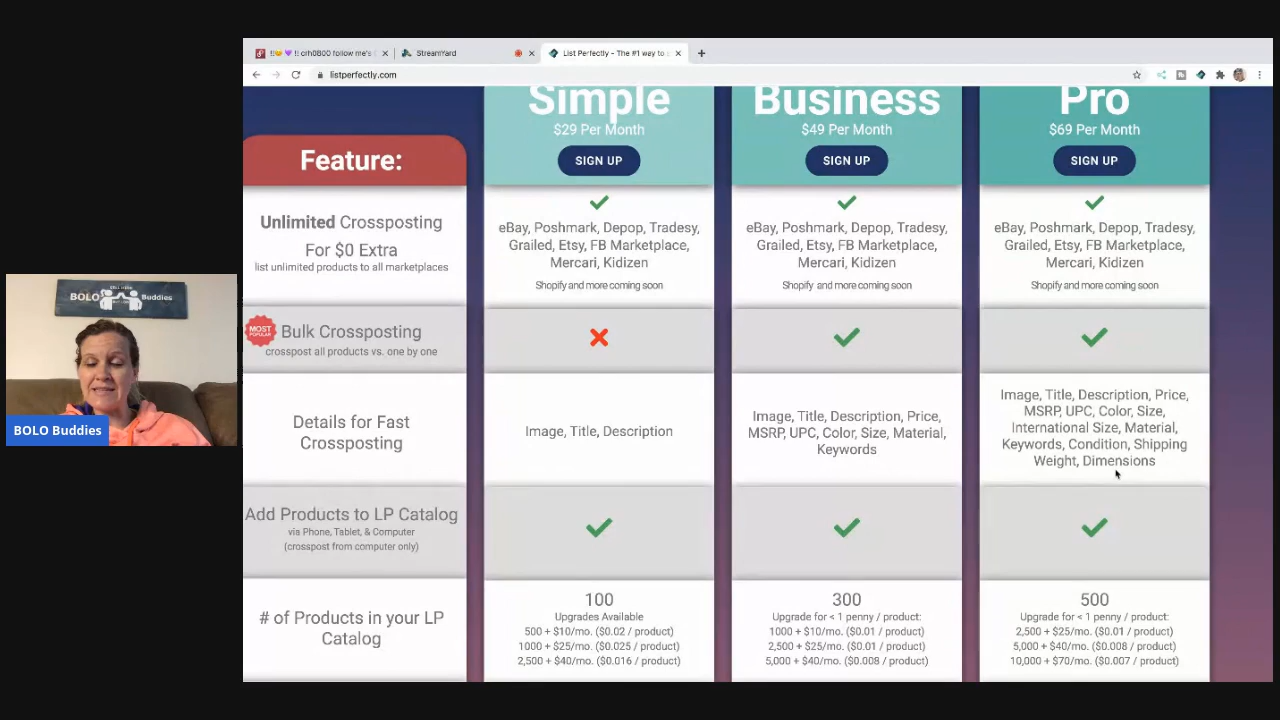 crh0800 follow me's
StreamYard
List Perfectly - The #1 way to
listperfectly.com
Simple
$29 Per Month
SIGN UP
Business
$49 Per Month
SIGN UP
Pro
$69 Per Month
SIGN UP
Feature:
Unlimited Crossposting
For $0 Extra
list unlimited products to all marketplaces
eBay, Poshmark, Depop, Tradesy,
Grailed, Etsy, FB Marketplace,
Mercari, Kidizen
Shopify and more coming soon
eBay, Poshmark, Depop, Tradesy,
Grailed, Etsy, FB Marketplace,
Mercari, Kidizen
Shopify and more coming soon
eBay, Poshmark, Depop, Tradesy,
Grailed, Etsy, FB Marketplace,
Mercari, Kidizen
Shopify and more coming soon
MOST
POPULAR
Bulk Crossposting
crosspost all products vs. one by one
Details for Fast
Crossposting
Image, Title, Description
Image, Title, Description, Price,
MSRP, UPC, Color, Size, Material,
Keywords
Image, Title, Description, Price,
MSRP, UPC, Color, Size,
International Size, Material,
Keywords, Condition, Shipping
Weight, Dimensions
Add Products to LP Catalog
via Phone, Tablet, & Computer
(crosspost from computer only)
# of Products in your LP
Catalog
100
Upgrades Available
500 + $10/mo. ($0.02 / product)
1000 + $25/mo. ($0.025 / product)
2,500 + $40/mo. ($0.016 / product)
300
Upgrade for < 1 penny / product:
1000 + $10/mo. ($0.01 / product)
2,500 + $25/mo. ($0.01 / product)
5,000 + $40/mo. ($0.008 / product)
500
Upgrade for < 1 penny / product:
2,500 + $25/mo. ($0.01 / product)
5,000 + $40/mo. ($0.008 / product)
10,000 + $70/mo. ($0.007 / product)
BOLO Buddies
BOLO Buddies